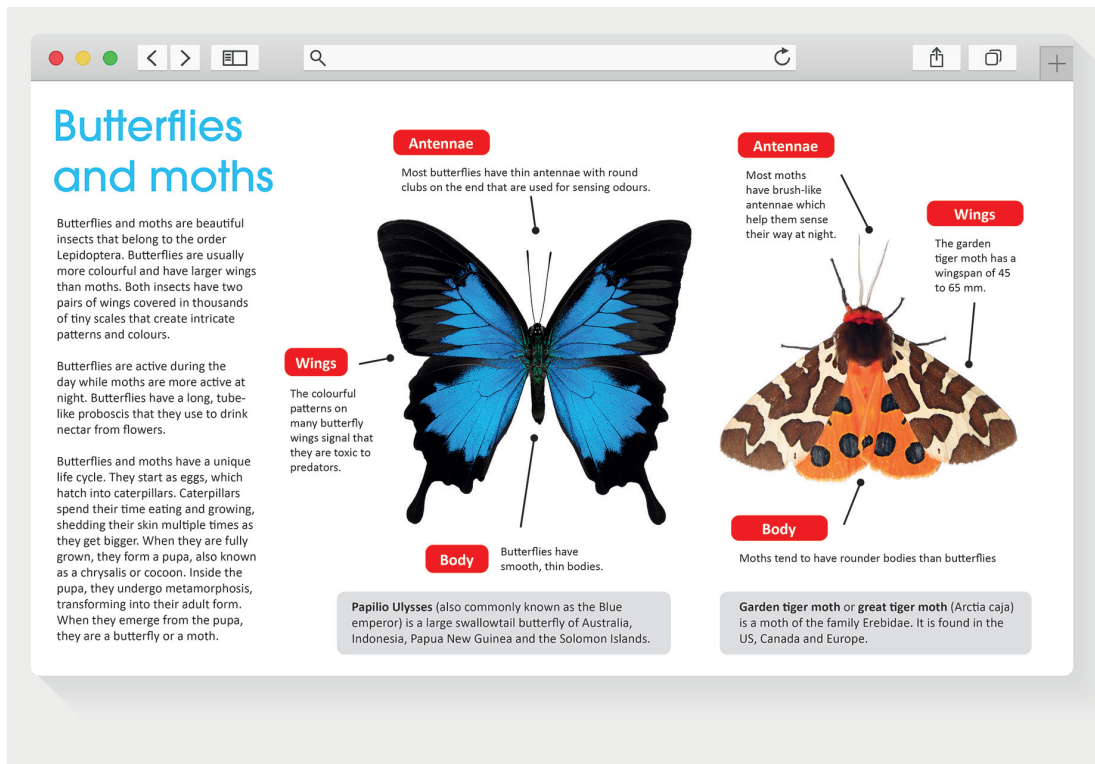 Butterflies
and moths
Butterflies and moths are beautiful
insects that belong to the order
Lepidoptera. Butterflies are usually
more colourful and have larger wings
than moths. Both insects have two
pairs of wings covered in thousands
of tiny scales that create intricate
patterns and colours.
Butterflies are active during the
day while moths are more active at
night. Butterflies have a long, tube-
like proboscis that they use to drink
nectar from flowers.
Butterflies and moths have a unique
life cycle. They start as eggs, which
hatch into caterpillars. Caterpillars
spend their time eating and growing,
shedding their skin multiple times as
they get bigger. When they are fully
grown, they form a pupa, also known
as a chrysalis or cocoon. Inside the
pupa, they undergo metamorphosis,
transforming into their adult form.
When they emerge from the pupa,
they are a butterfly or a moth.
Antennae
Most butterflies have thin antennae with round
clubs on the end that are used for sensing odours.
Wings
The colourful
patterns on
many butterfly
wings signal that
they are toxic to
predators.
Body
Butterflies have
smooth, thin bodies.
Papilio Ulysses (also commonly known as the Blue
emperor) is a large swallowtail butterfly of Australia,
Indonesia, Papua New Guinea and the Solomon Islands.
Antennae
Most moths
have brush-like
antennae which
help them sense
their way at night.
Wings
The garden
tiger moth has a
wingspan of 45
to 65 mm.
Body
Moths tend to have rounder bodies than butterflies
Garden tiger moth or great tiger moth (Arctia caja)
is a moth of the family Erebidae. It is found in the
US, Canada and Europe.